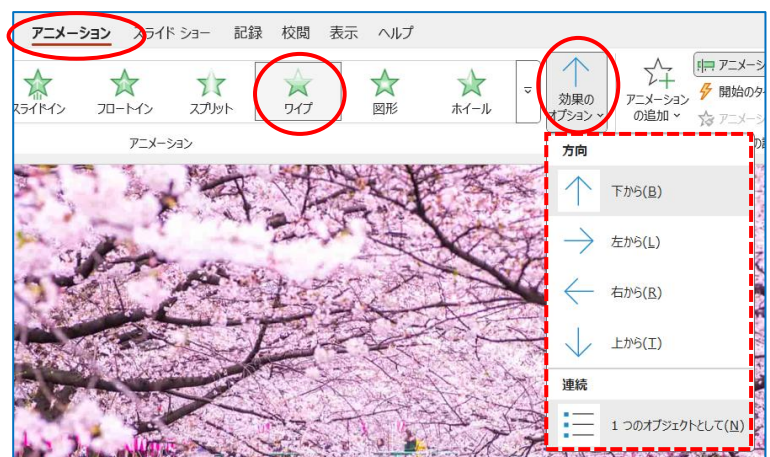 アニメーション スライド ショー 記録 校閲 表示 ヘルプ
スライドイン フロートイン スプリット ワイプ 図形 ホイール
効果の
オプション
アニメーション
の追加
アニメーシ
開始のタ
アニメーシ
アニメーション
方向
下から(B)
左から(L)
右から(R)
上から(T)
連続
1 つのオブジェクトとして(N)